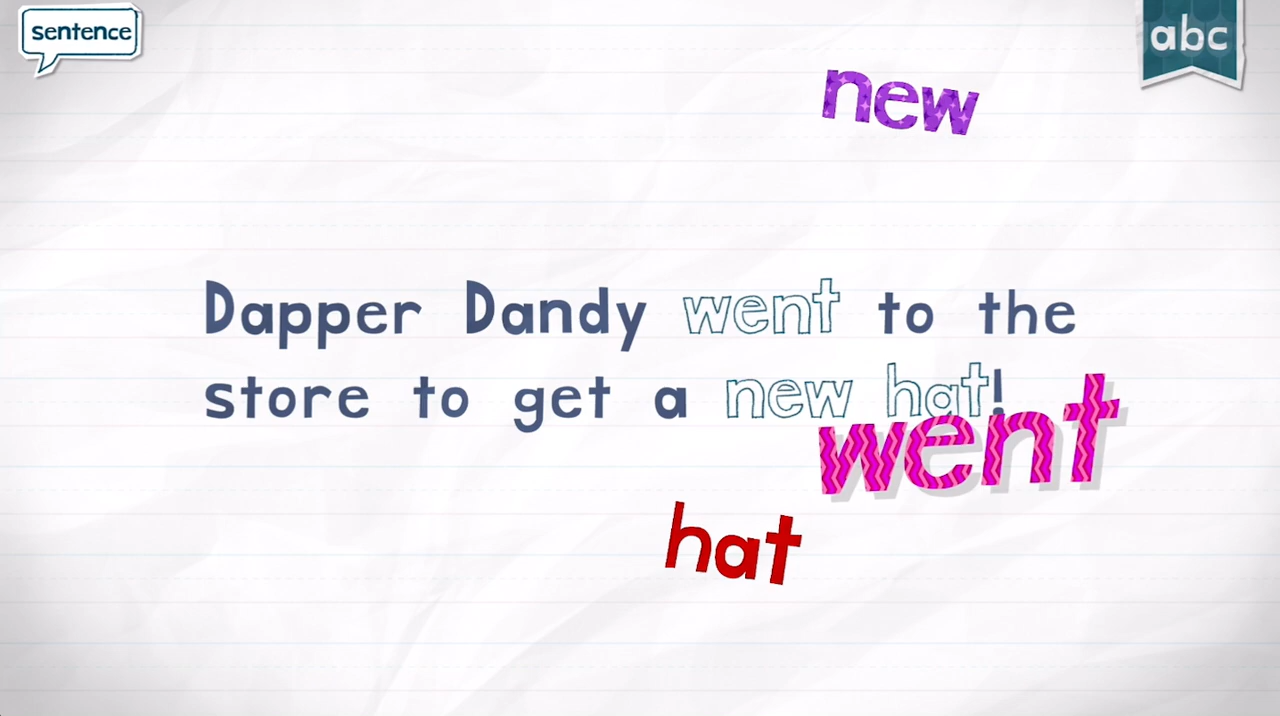 sentence
abc
new
Dapper Dandy went to the
store to get a new hat!
went
hat